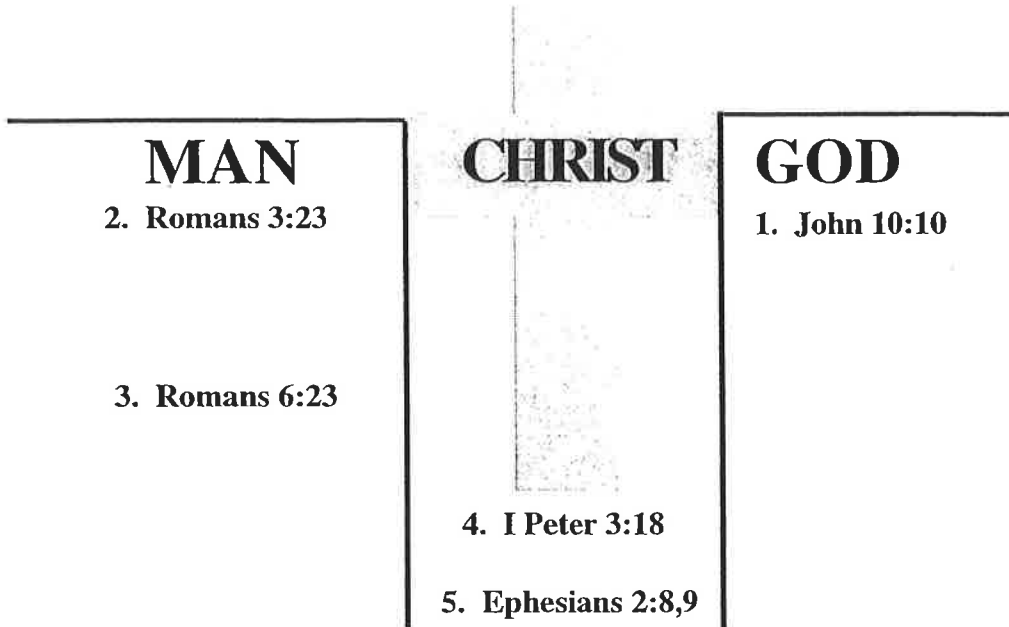 MAN CHRIST GOD
2. Romans 3:23
1. John 10:10
3. Romans 6:23
4. I Peter 3:18
5. Ephesians 2:8,9